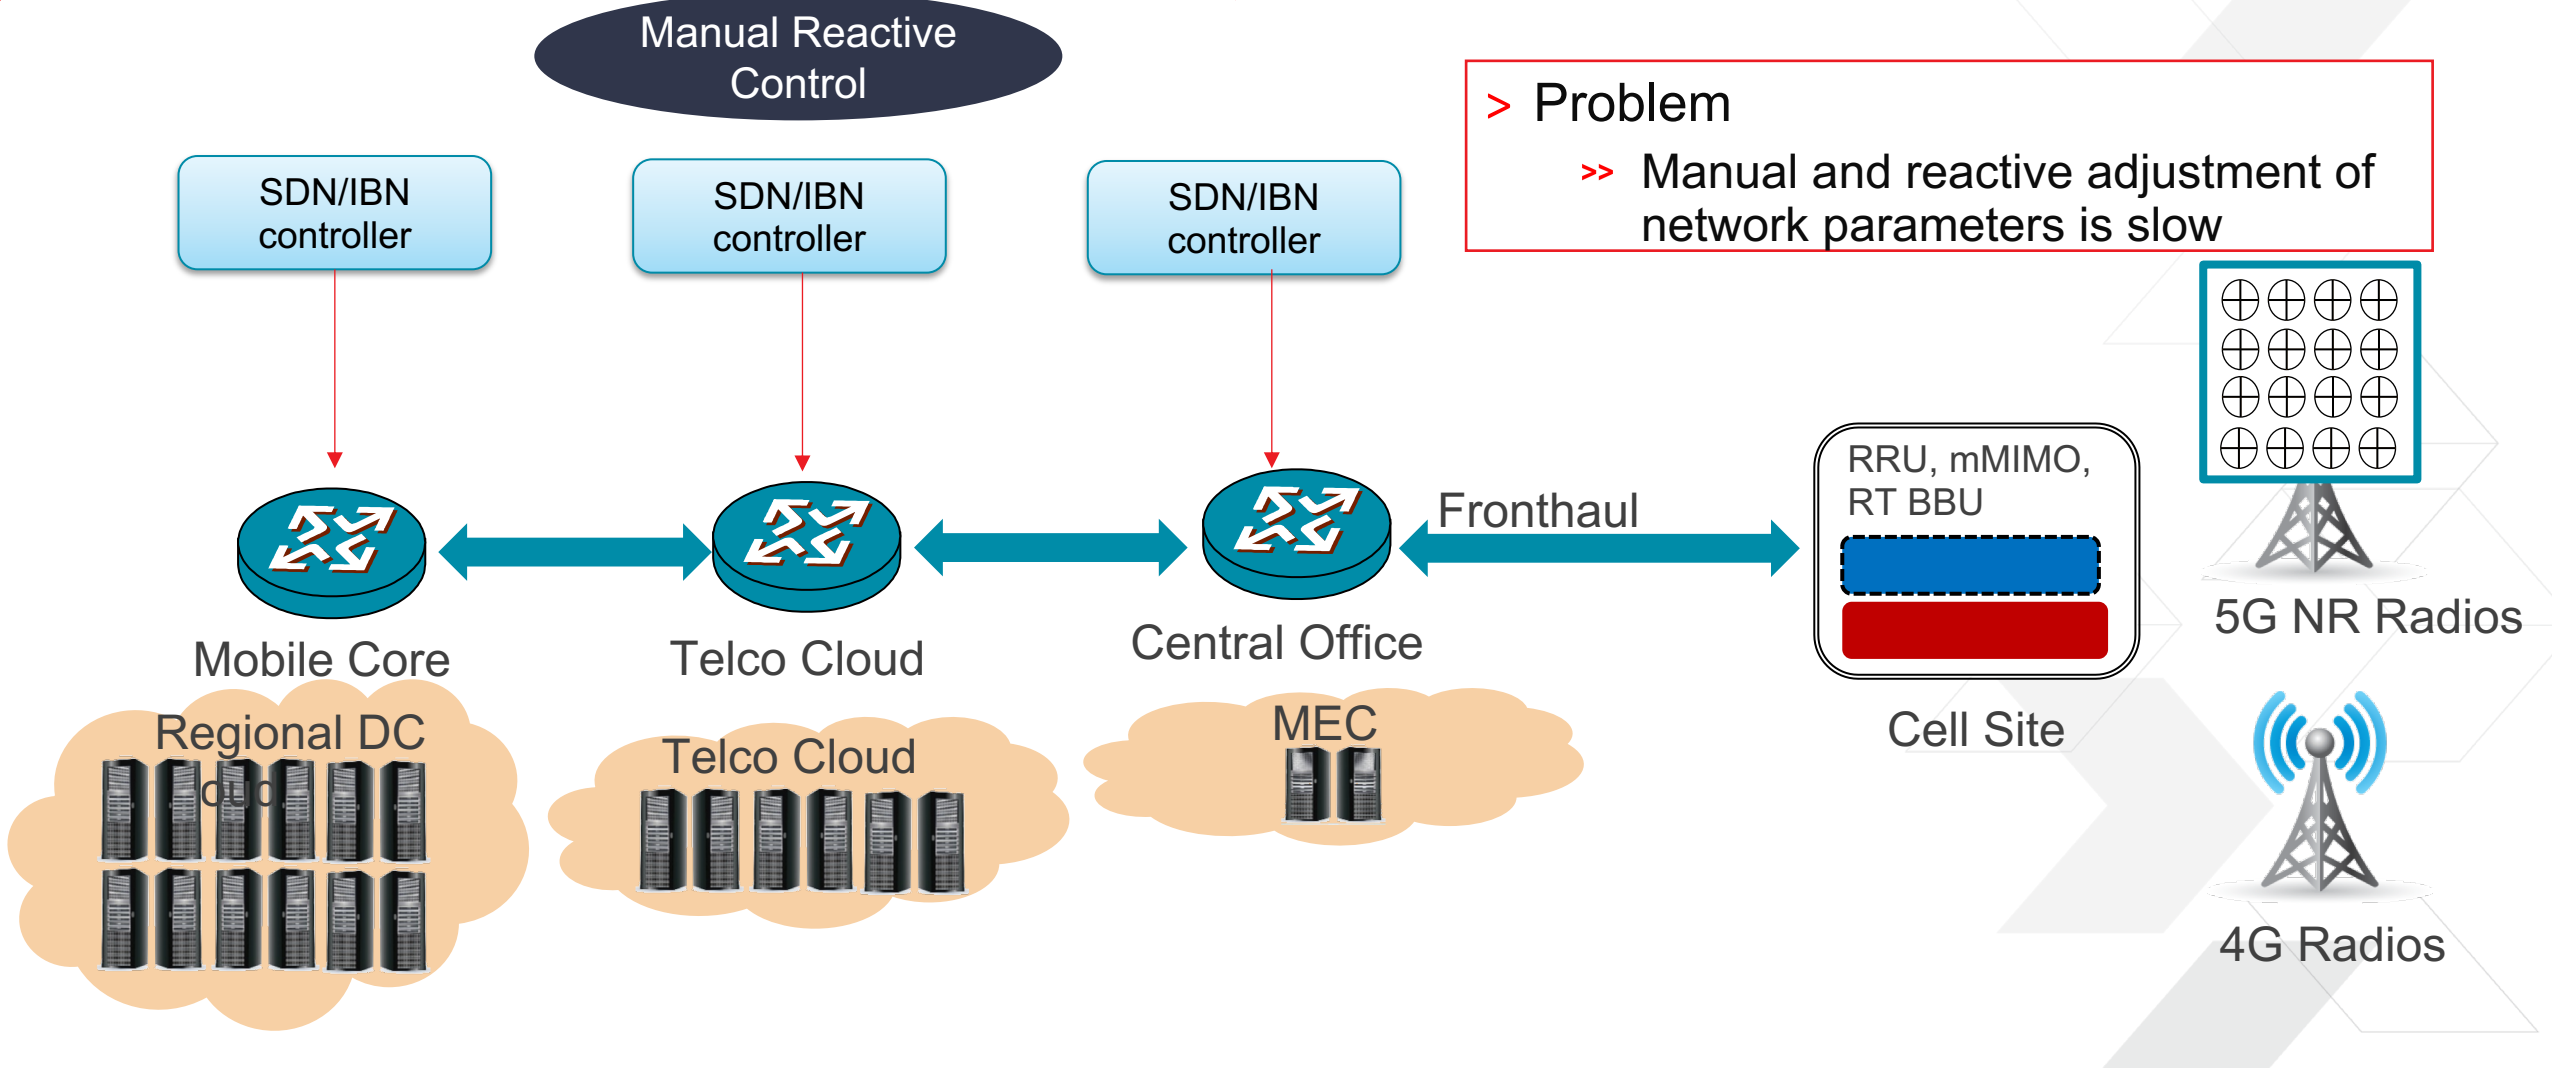 Manual Reactive
Control
> Problem
>> Manual and reactive adjustment of
network parameters is slow
SDN/IBN
controller
SDN/IBN
controller
SDN/IBN
controller
RRU, mMIMO,
RT BBU
Fronthaul
Mobile Core
Telco Cloud
Central Office
5G NR Radios
Regional DC
Telco Cloud
MEC
Cell Site
4G Radios